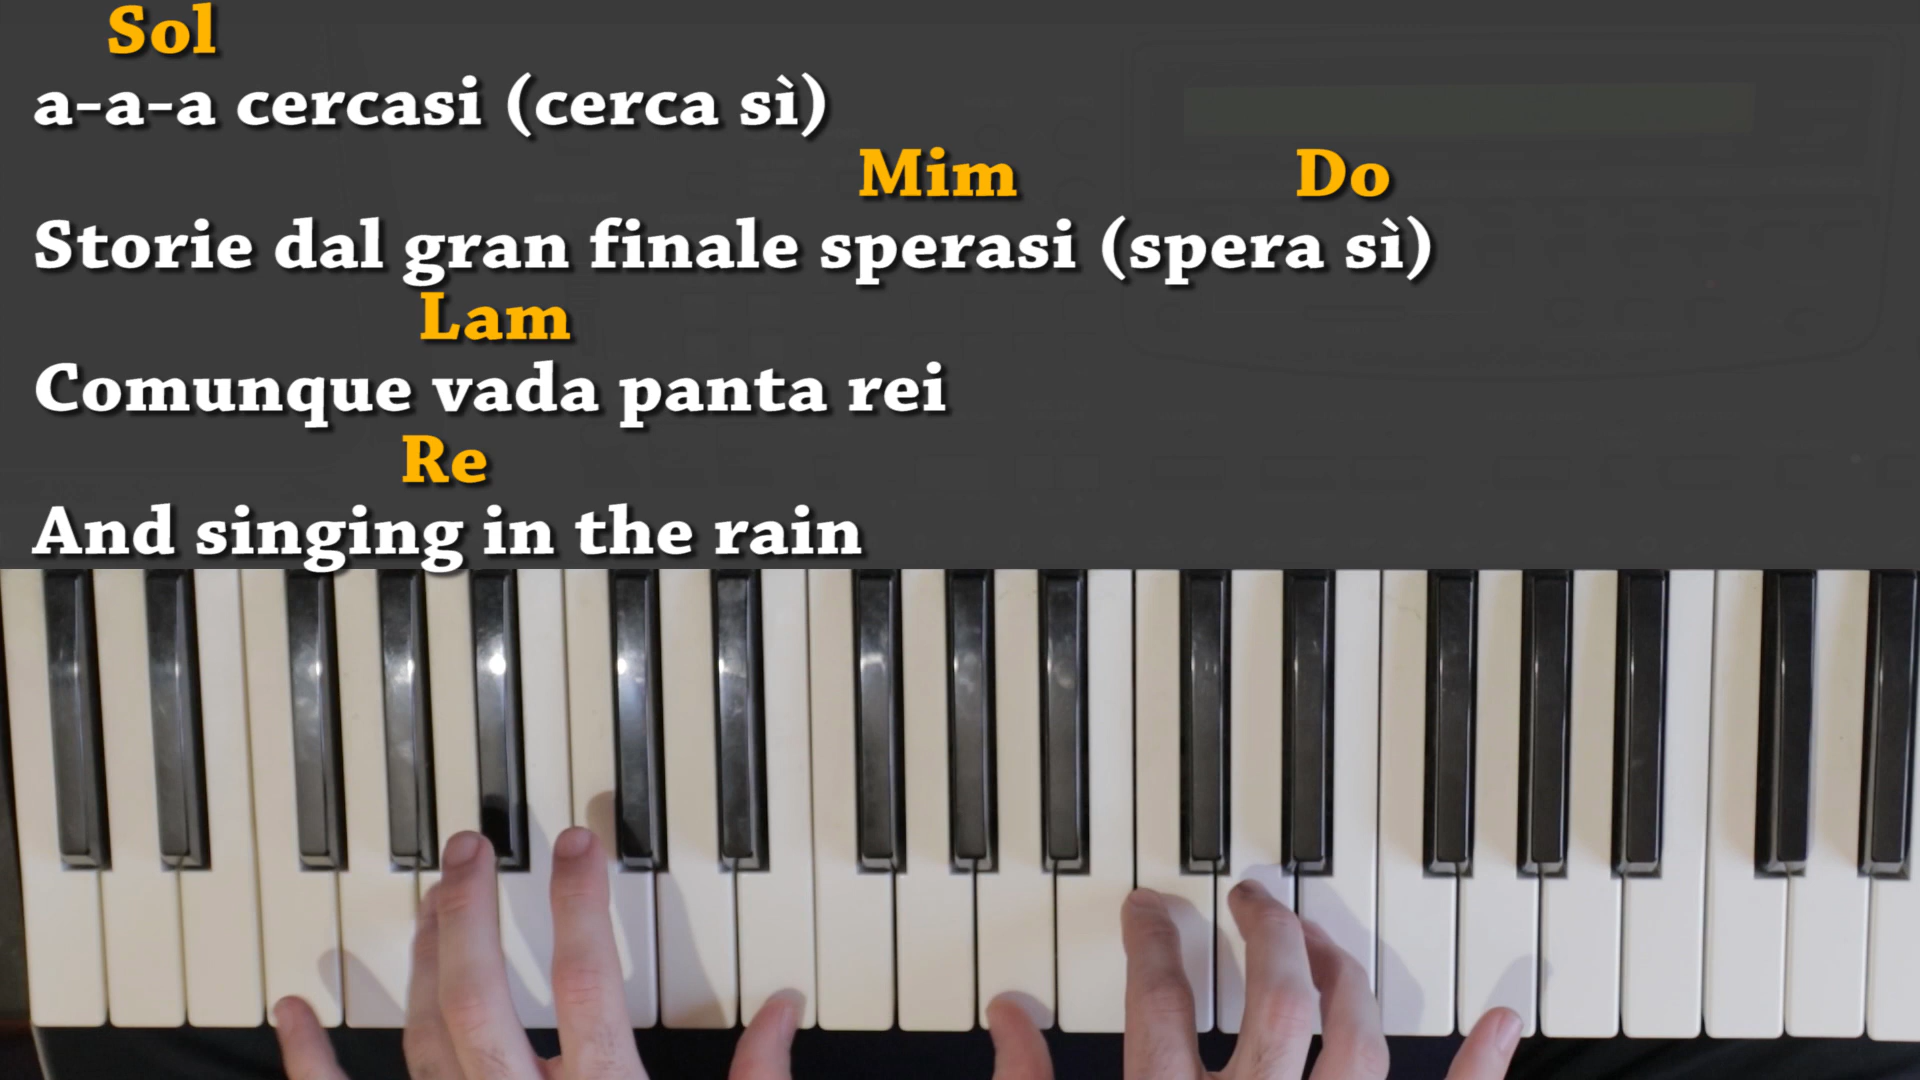 Sol
a-a-a cercasi (cerca sì)
Mim Do
Storie dal gran finale sperasi (spera sì)
Lam
Comunque vada panta rei
Re
And singing in the rain